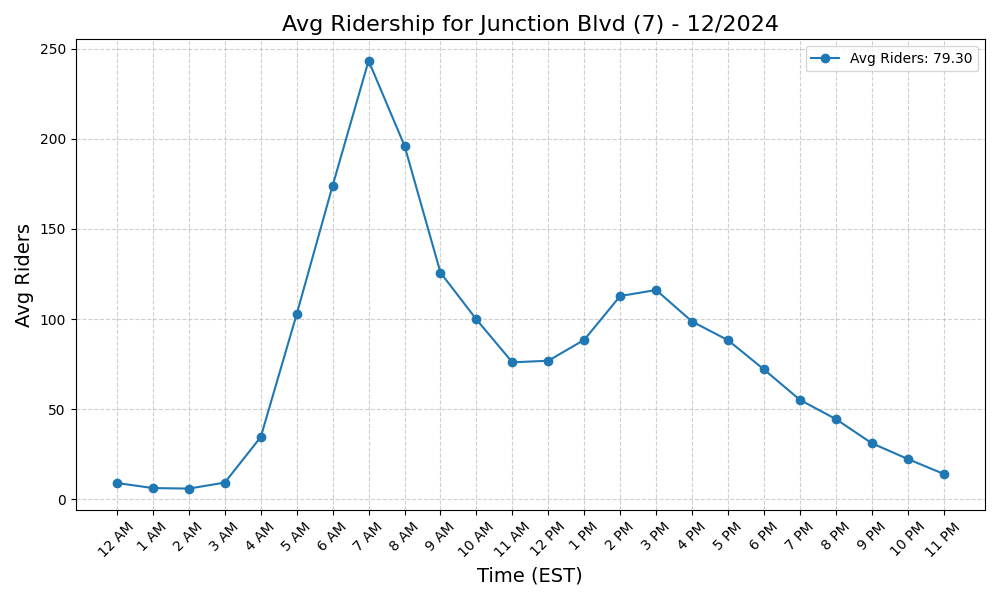 Avg Ridership for Junction Blvd (7) - 12/2024
Avg Riders: 79.30
Avg Riders
250
200
150
100
50
0
12 AM
1 AM
2 AM
3 AM
4 AM
5 AM
6 AM
7 AM
8 AM
9 AM
10 AM
11 AM
12 PM
1 PM
2 PM
3 PM
4 PM
5 PM
6 PM
7 PM
8 PM
9 PM
10 PM
11 PM
Time (EST)